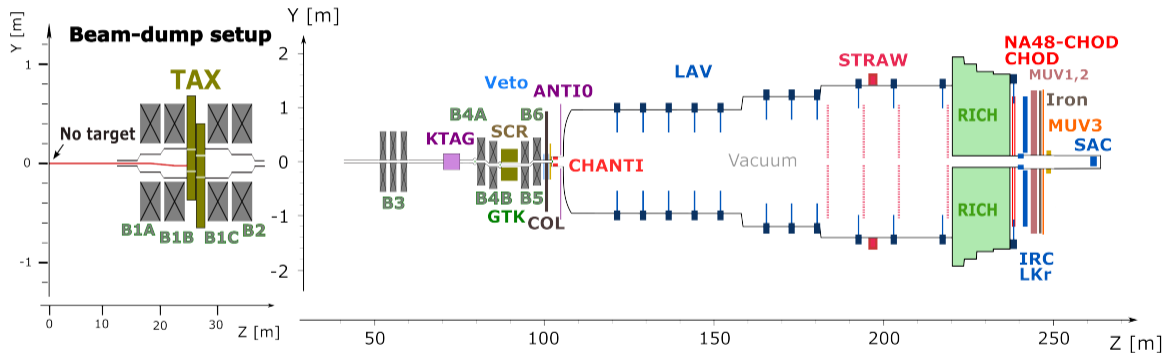 Beam-dump setup
Y [m]
1
0
-1
TAX
No target
B1A
B1B
B1C
B2
0
10
20
30
Z [m]
Y [m]
2
1
0
-1
-2
B3
KTAG
B4A
SCR
B6
Veto
ANTI0
CHANTI
B4B
B5
GTK
COL
LAV
Vacuum
STRAW
RICH
RICH
NA48-CHOD
CHOD
MUV1,2
Iron
MUV3
SAC
IRC
LKr
50
100
150
200
250
Z [m]